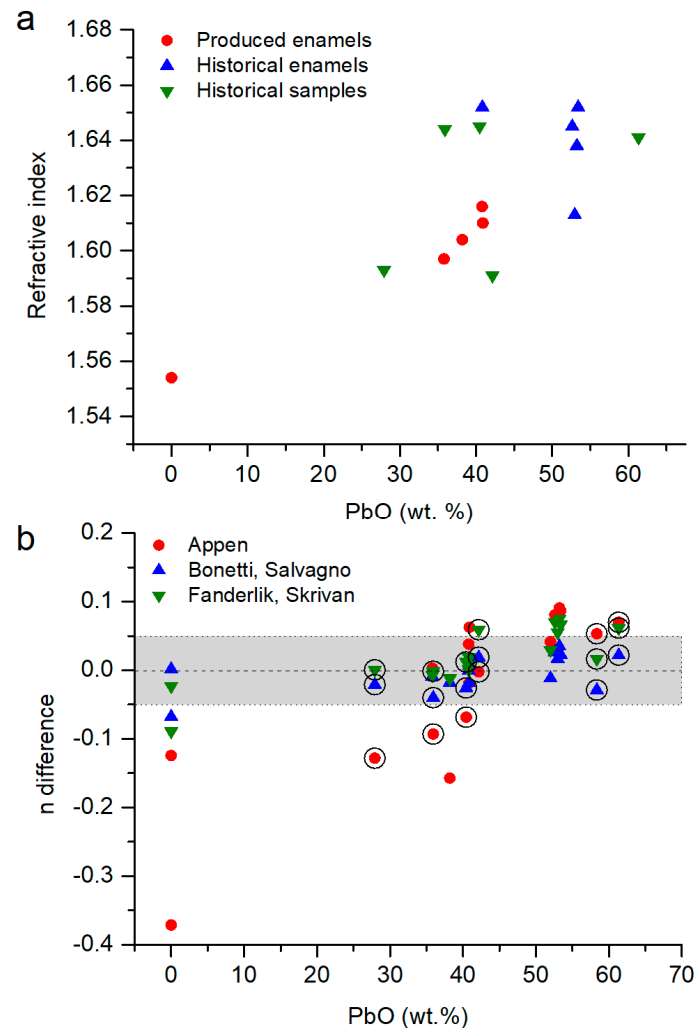 a
Produced enamels
Historical enamels
Historical samples
1.68
1.66
1.64
1.62
1.60
1.58
1.56
1.54
Refractive index
0 10 20 30 40 50 60
PbO (wt. %)
b
Appen
Bonetti, Salvagno
Fanderlik, Skrivan
0.2
0.1
0.0
-0.1
-0.2
-0.3
-0.4
n difference
0 10 20 30 40 50 60 70
PbO (wt.%)